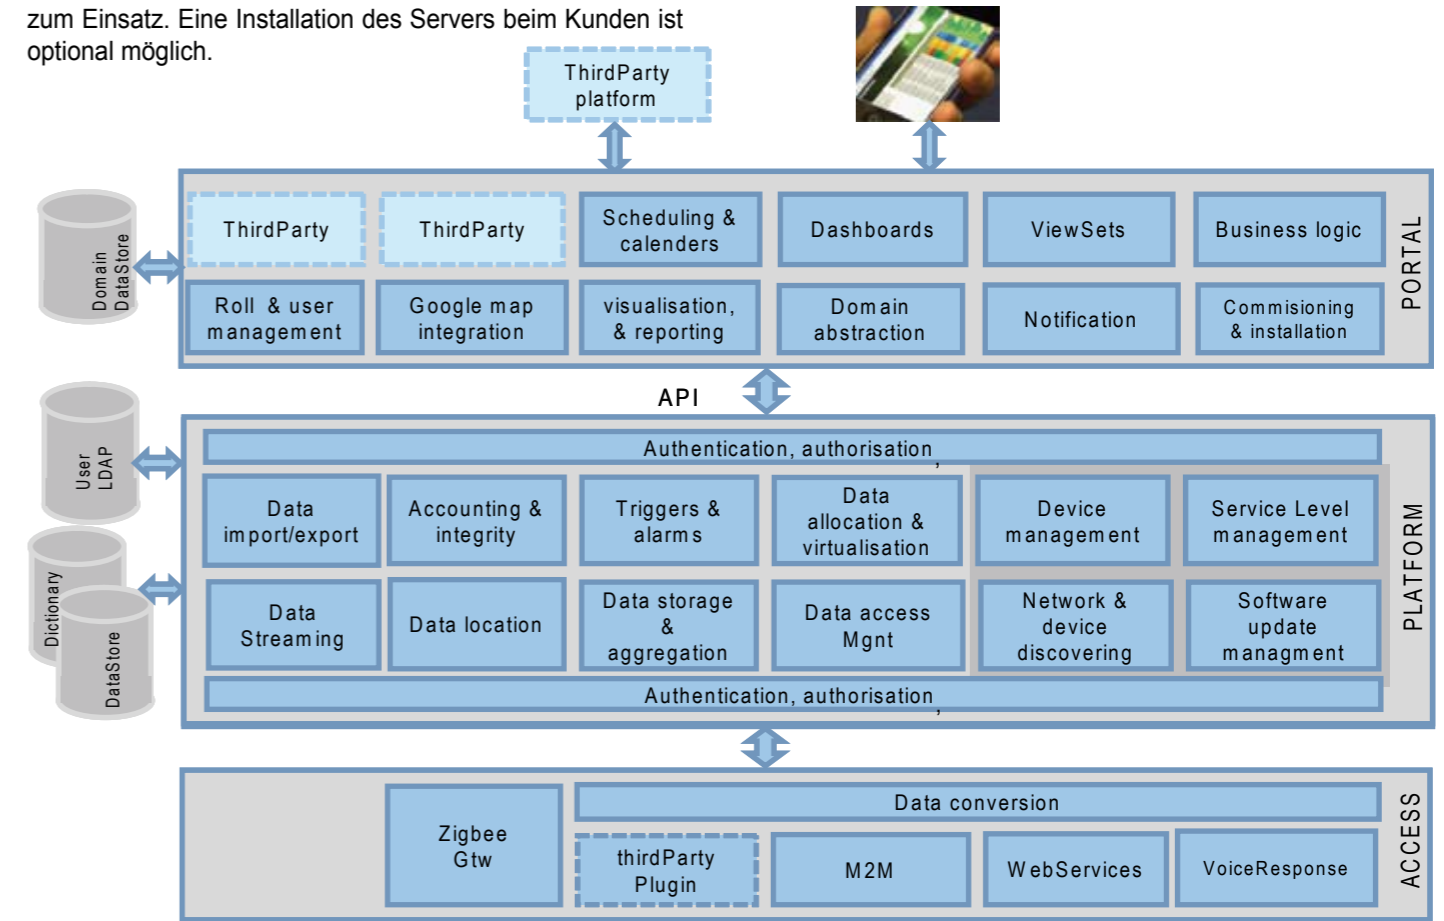 zum Einsatz. Eine Installation des Servers beim Kunden ist
optional möglich.
ThirdParty
platform
Domain
DataStore
ThirdParty
ThirdParty
Scheduling &
calenders
Dashboards
ViewSets
Business logic
Roll & user
management
Google map
integration
visualisation,
& reporting
Domain
abstraction
Notification
Commisioning
& installation
PORTAL
API
User
LDAP
Dictionary
DataStore
Authentication, authorisation,
Data
import/export
Accounting &
integrity
Triggers &
alarms
Data
allocation &
virtualisation
Device
management
Service Level
management
Data
Streaming
Data location
Data storage
&
aggregation
Data access
Mgnt
Network &
device
discovering
Software
update
managment
Authentication, authorisation,
PLATFORM
Zigbee
Gtw
Data conversion
thirdParty
Plugin
M2M
WebServices
VoiceResponse
ACCESS